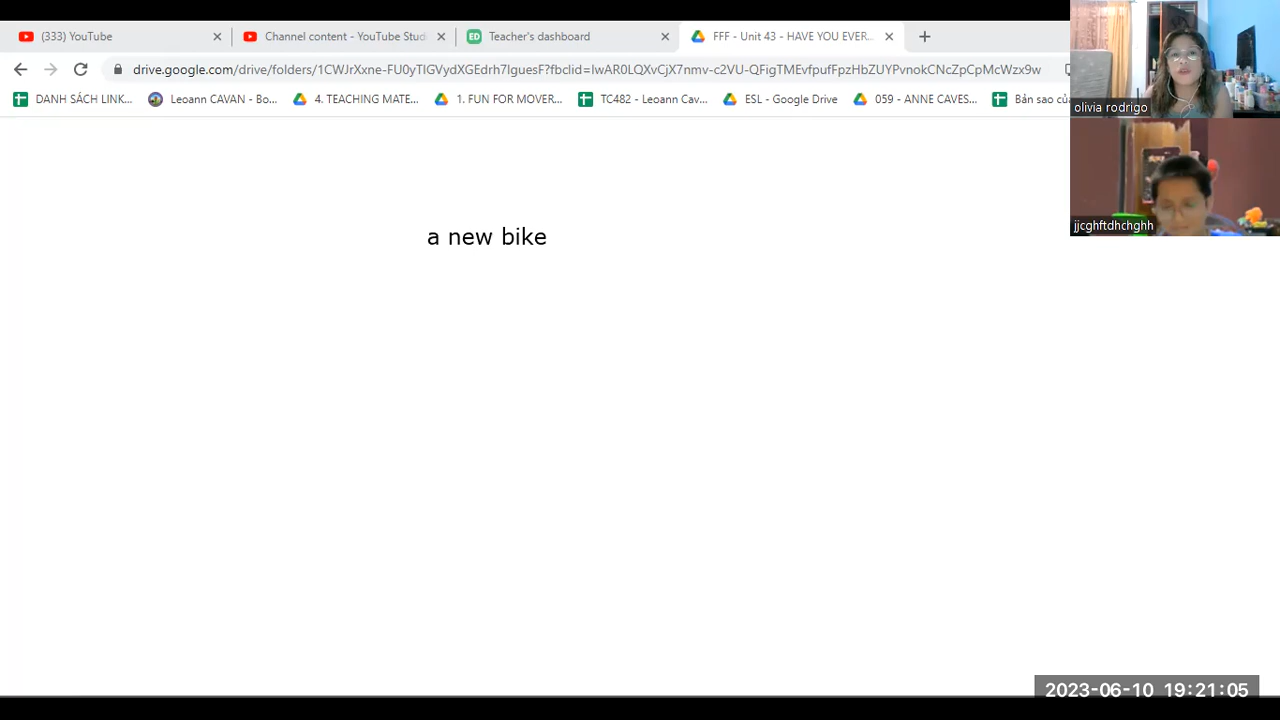 (333) YouTube
Channel content - YouTube Stud
Teacher's dashboard
FFF - Unit 43 - HAVE YOU EVER...
drive.google.com/drive/folders/1CWJrXxne-FU0yTIGVydXGEdr7IguesF?fbclid=IwAR0LQXvCjX7nmv-c2YU-QFigTMEvfpufFpzHbZUYPvnokCNcZpCpMcWzx9w
DANH SÁCH LINK...
Leoann CAVAN - Bo...
4. TEACHING MATE...
1. FUN FOR MOVER...
TC482 - Leoann Cav...
ESL - Google Drive
059 - ANNE CAVES...
Bản sao củ
olivia rodrigo
jjcghftdhchghh
a new bike
2023-06-10 19:21:05